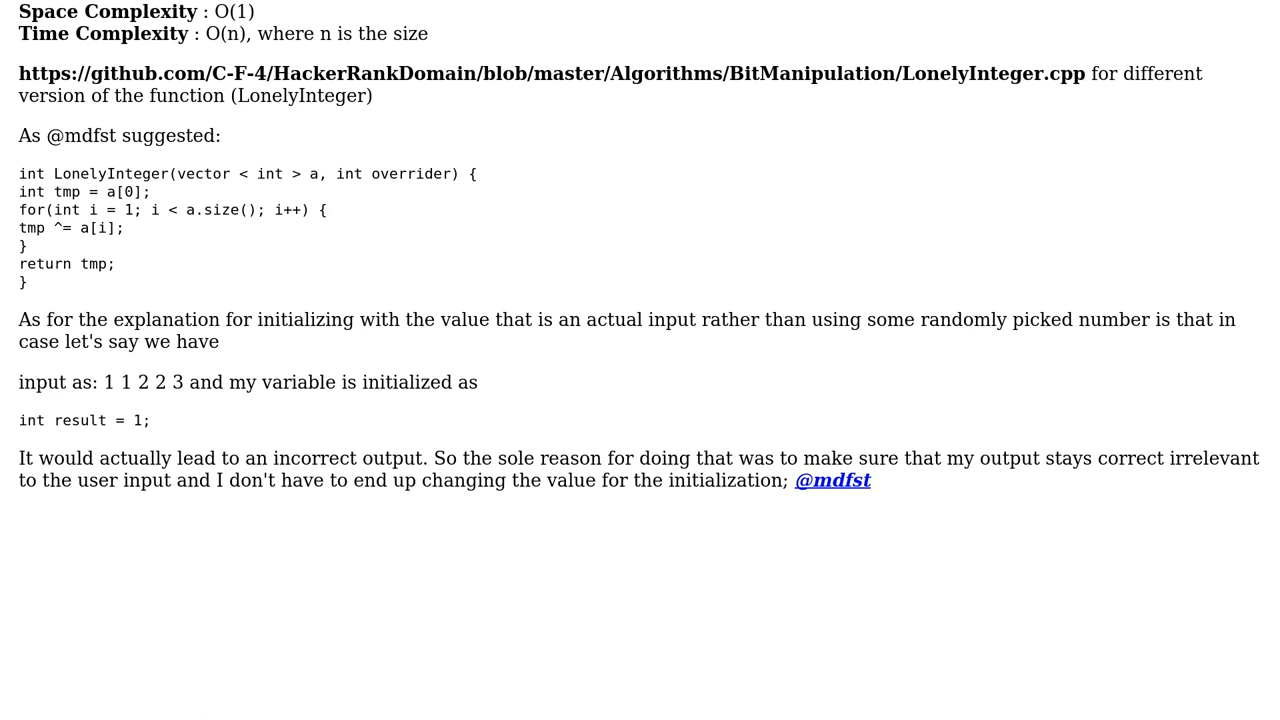 Space Complexity : O(1)
Time Complexity : O(n), where n is the size
https://github.com/C-F-4/HackerRankDomain/blob/master/Algorithms/BitManipulation/LonelyInteger.cpp for different
version of the function (LonelyInteger)
As @mdfst suggested:
int LonelyInteger(vector < int > a, int overrider) {
int tmp = a[0];
for(int i = 1; i < a.size(); i++) {
tmp ^= a[i];
}
return tmp;
}
As for the explanation for initializing with the value that is an actual input rather than using some randomly picked number is that in
case let's say we have
input as: 1 1 2 2 3 and my variable is initialized as
int result = 1;
It would actually lead to an incorrect output. So the sole reason for doing that was to make sure that my output stays correct irrelevant
to the user input and I don't have to end up changing the value for the initialization; @mdfst